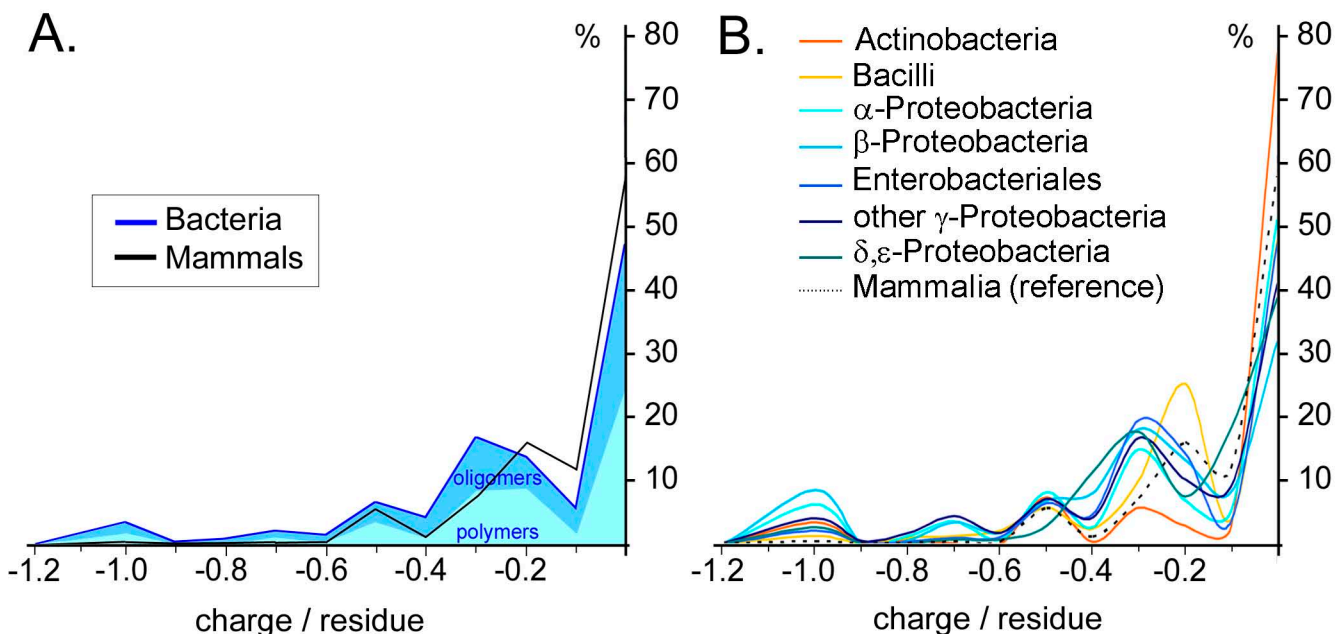 A.
%
80
70
60
50
40
30
20
10
Bacteria
Mammals
oligomers
polymers
-1.2 -1.0 -0.8 -0.6 -0.4 -0.2
charge / residue
B.
%
80
70
60
50
40
30
20
10
Actinobacteria
Bacilli
α-Proteobacteria
β-Proteobacteria
Enterobacteriales
other γ-Proteobacteria
δ,ε-Proteobacteria
Mammalia (reference)
-1.2 -1.0 -0.8 -0.6 -0.4 -0.2
charge / residue